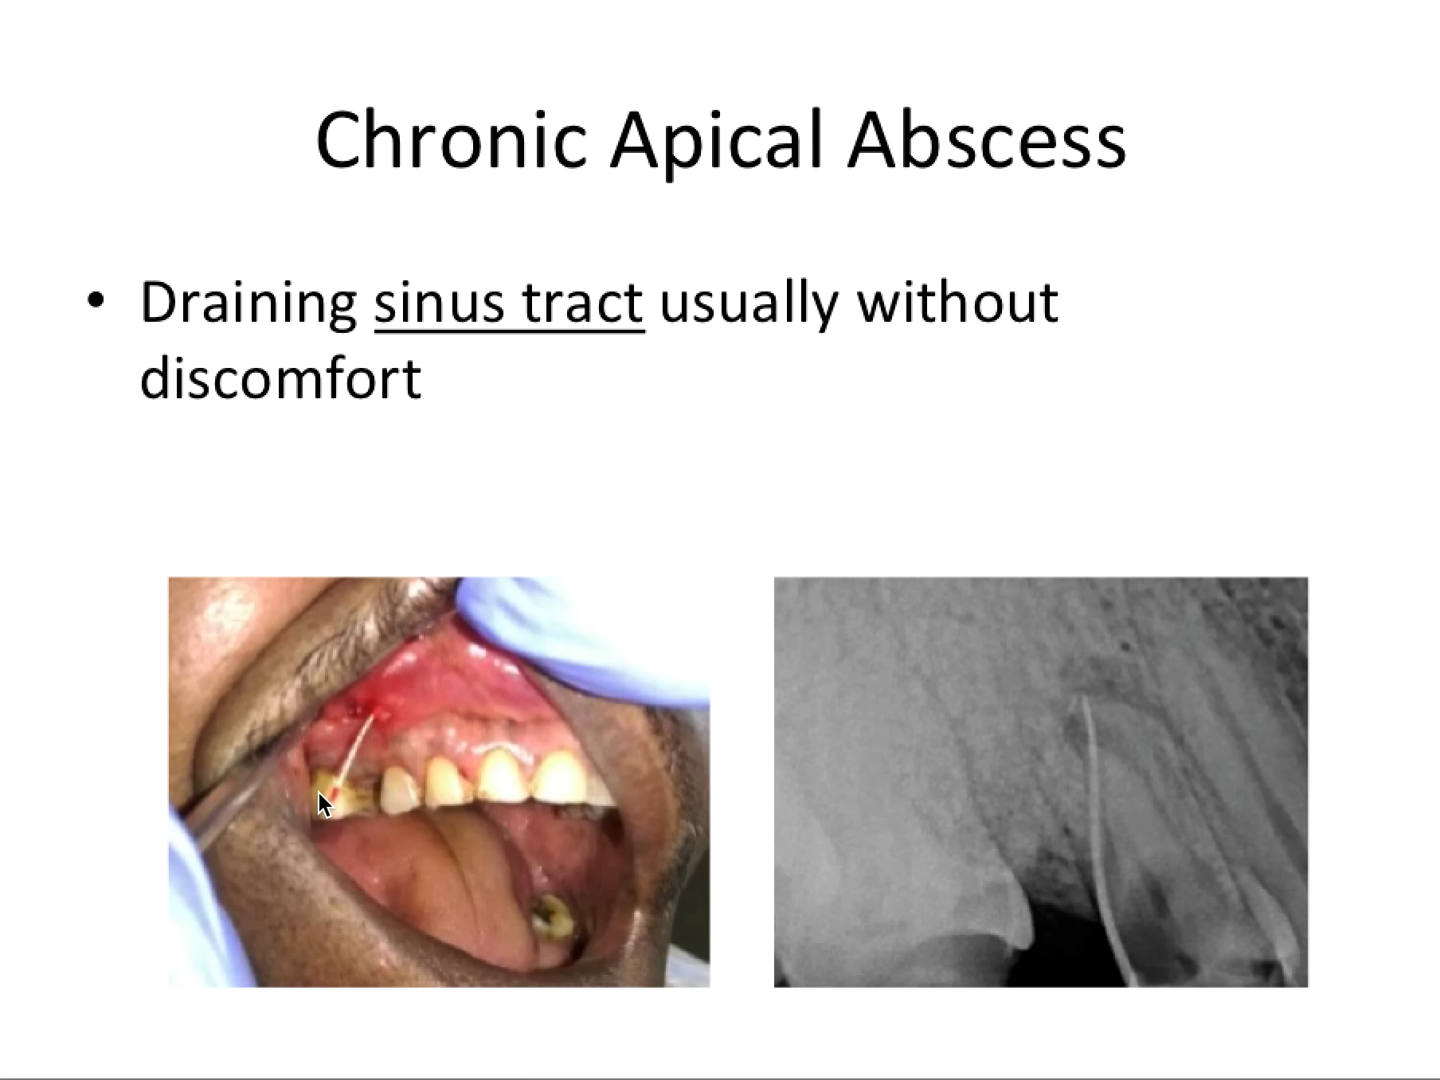 Chronic Apical Abscess
• Draining sinus tract usually without
discomfort